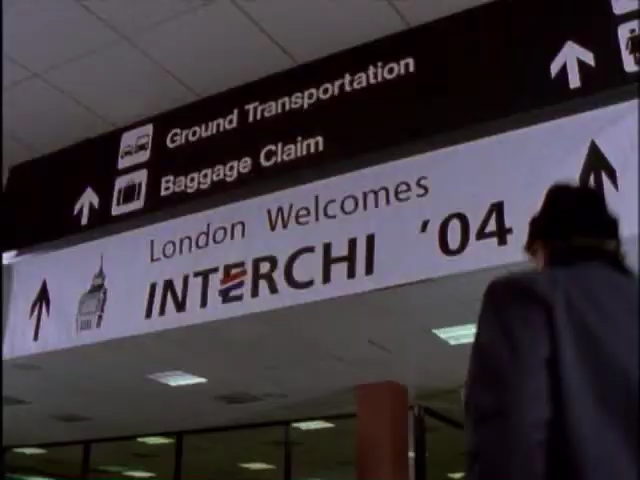 Ground Transportation
Baggage Claim
London Welcomes
INTERCHI '04